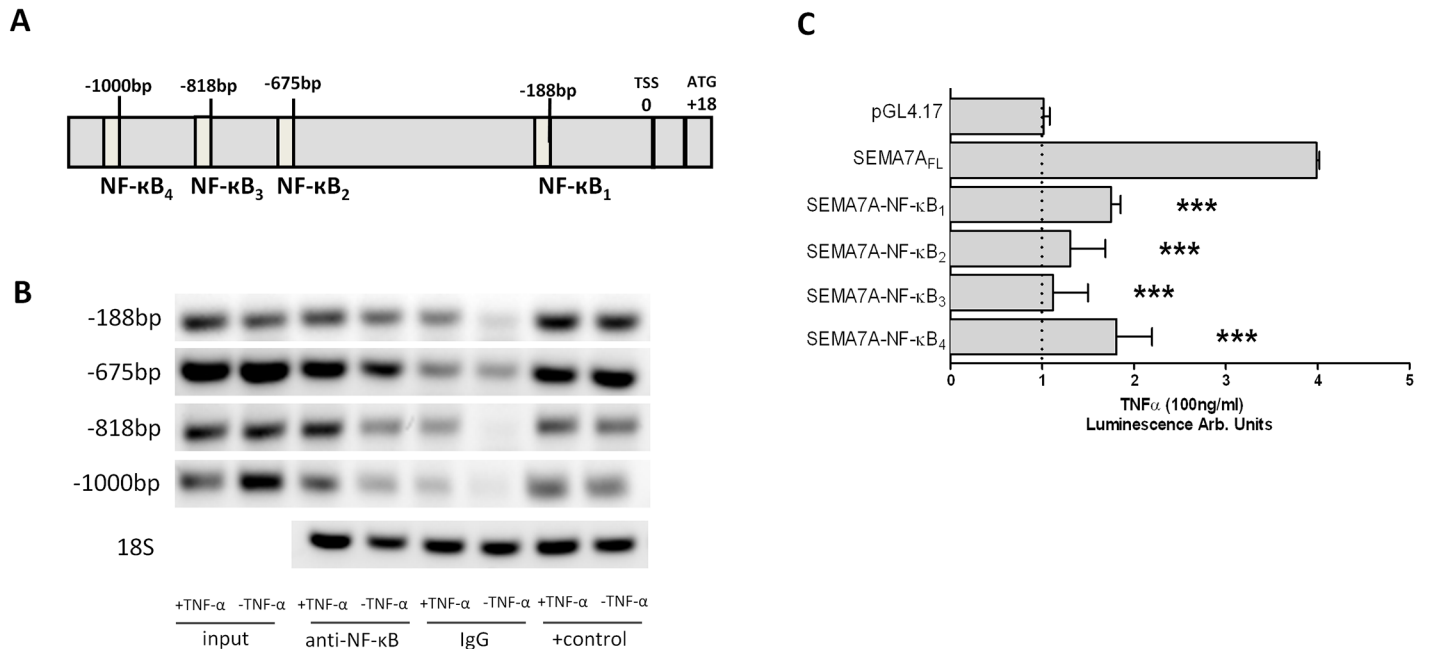 A
-1000bp -818bp -675bp -188bp TSS 0 ATG +18
NF-κB4 NF-κB3 NF-κB2 NF-κB1
B
-188bp
-675bp
-818bp
-1000bp
18S
+TNF-α -TNF-α +TNF-α -TNF-α +TNF-α -TNF-α +TNF-α -TNF-α
input anti-NF-κB IgG +control
C
pGL4.17
SEMA7AFL
SEMA7A-NF-κB1 ***
SEMA7A-NF-κB2 ***
SEMA7A-NF-κB3 ***
SEMA7A-NF-κB4 ***
0 1 2 3 4 5
TNFα (100ng/ml)
Luminescence Arb. Units